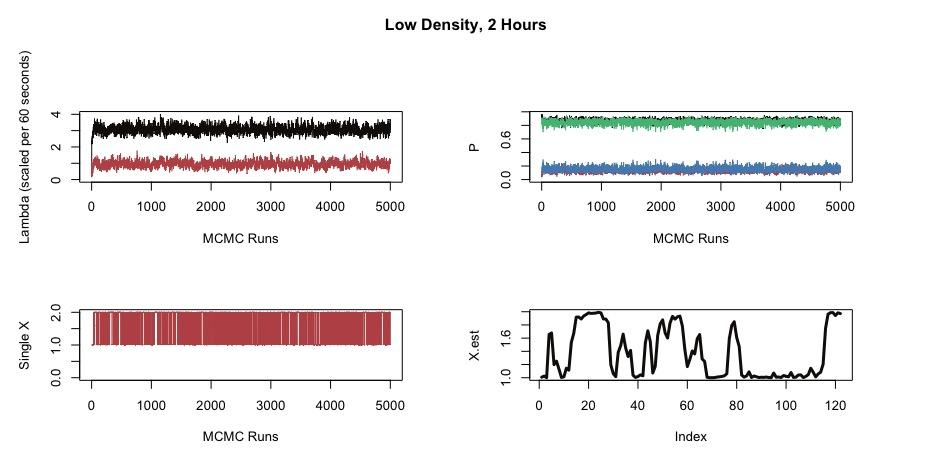 Low Density, 2 Hours
Lambda (scaled per 60 seconds)
4
2
0
0 1000 2000 3000 4000 5000
MCMC Runs
P
0.6
0.0
0 1000 2000 3000 4000 5000
MCMC Runs
Single X
2.0
1.0
0.0
0 1000 2000 3000 4000 5000
MCMC Runs
X.est
1.6
1.0
0 20 40 60 80 100 120
Index